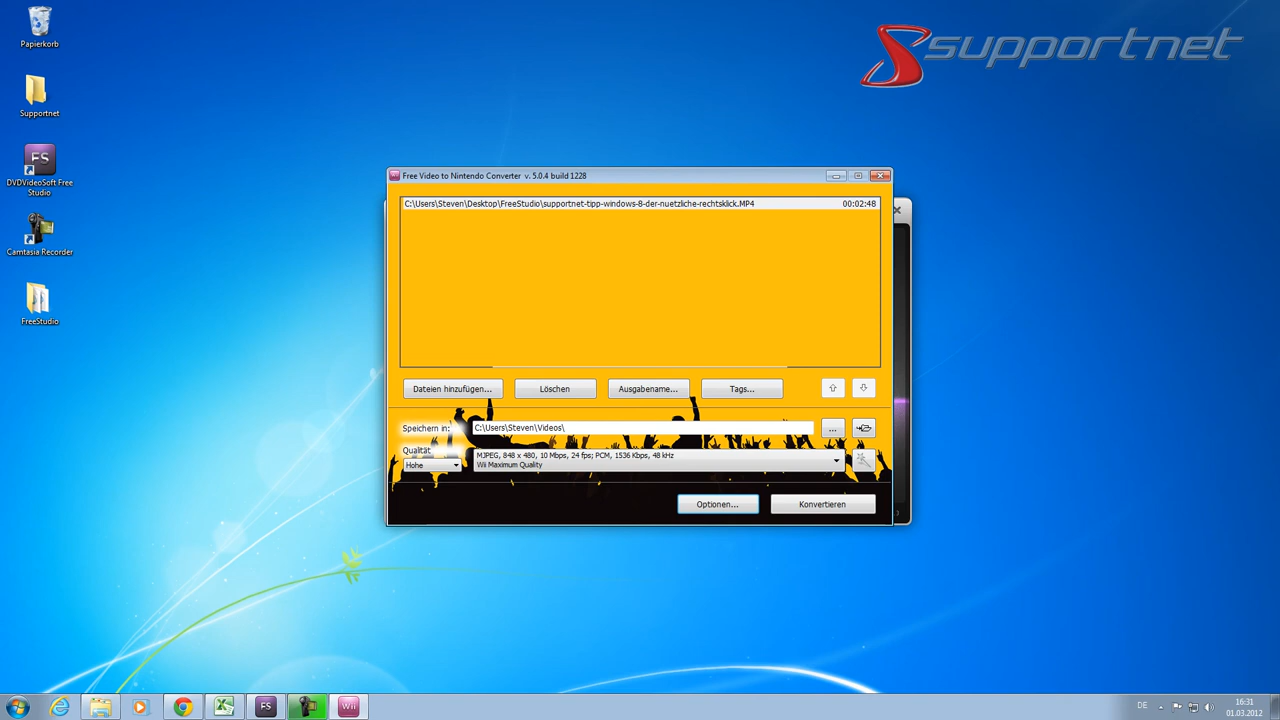 Papierkorb
Supportnet
FS
DVDVideoSoft Free
Studio
Camtasia Recorder
FreeStudio
supportnet
Free Video to Nintendo Converter v. 5.0.4 build 1228
C:\Users\Steven\Desktop\FreeStudio\supportnet-tipp-windows-8-der-nuetzliche-rechtsklick.MP4 00:02:48
Dateien hinzufügen... Löschen Ausgabename... Tags...
Speichern in: C:\Users\Steven\Videos\ ...
Qualität
Hohe
MJPEG, 848 x 480, 10 Mbps, 24 fps; PCM, 1536 Kbps, 48 kHz
Wii Maximum Quality
Optionen... Konvertieren
FS Wii DE 16:31
01.03.2012